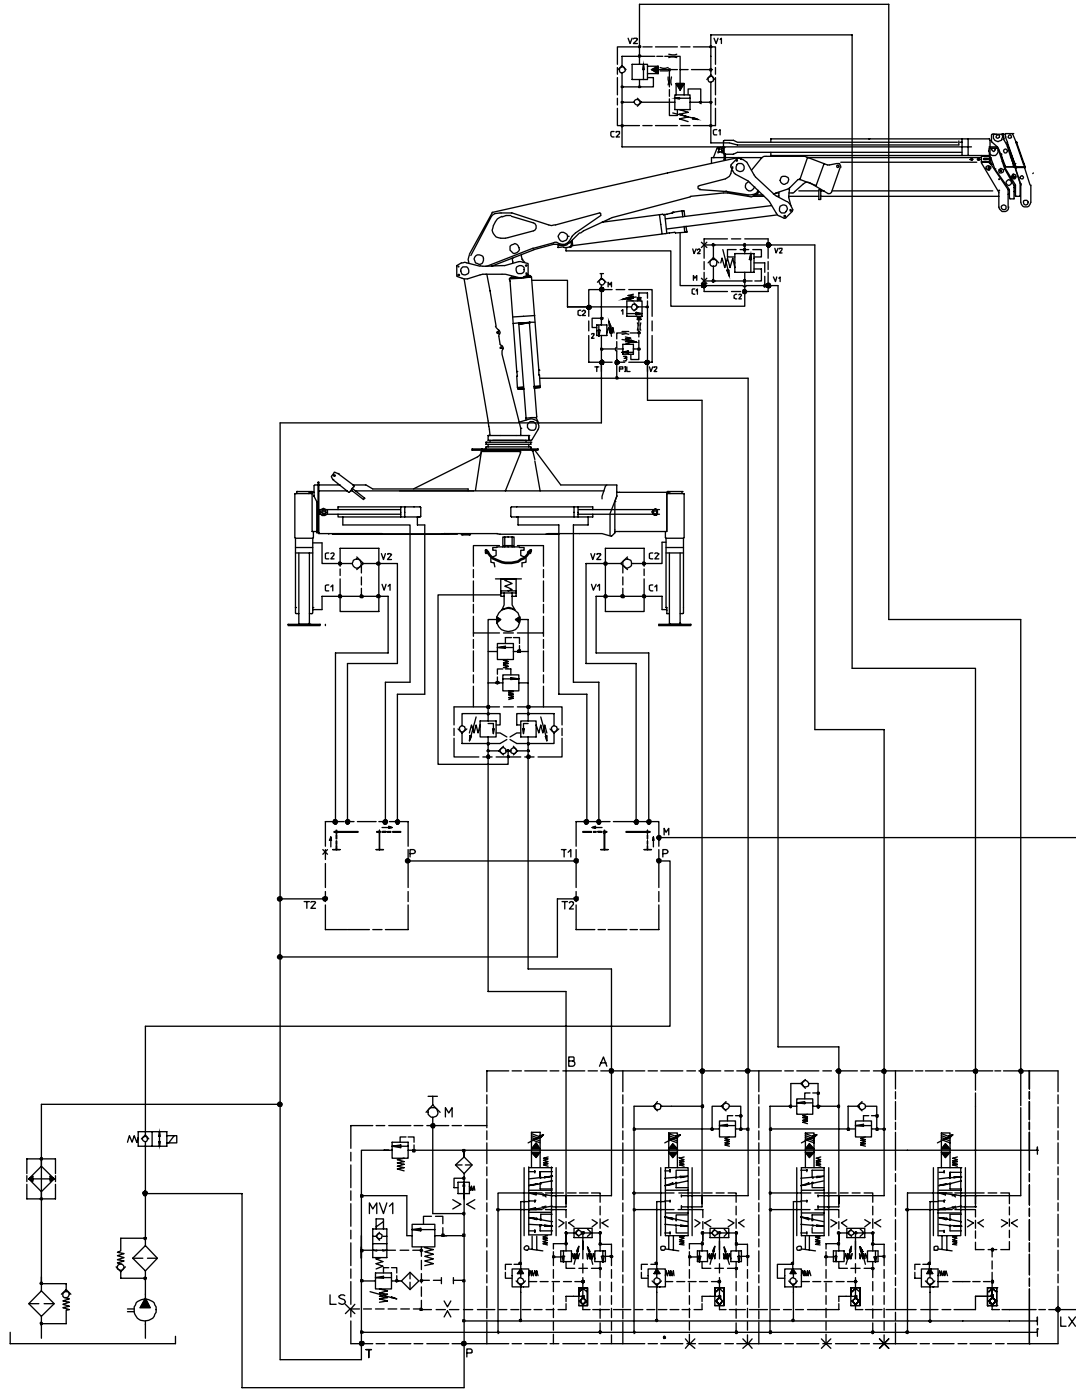 V2 V1
C2 C1
V2 V2
M V1
C1 C2
T
M
C2 1
2
3
T PIL V2
C2 V2 V2 C2
C1 V1 V1 C1
M
P T1 P
T2 T2
B A
M
MV1
LS
LX
T P